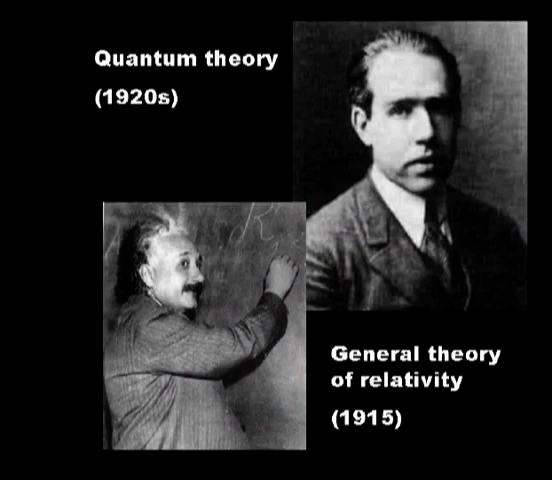 Quantum theory
(1920s)
General theory
of relativity
(1915)